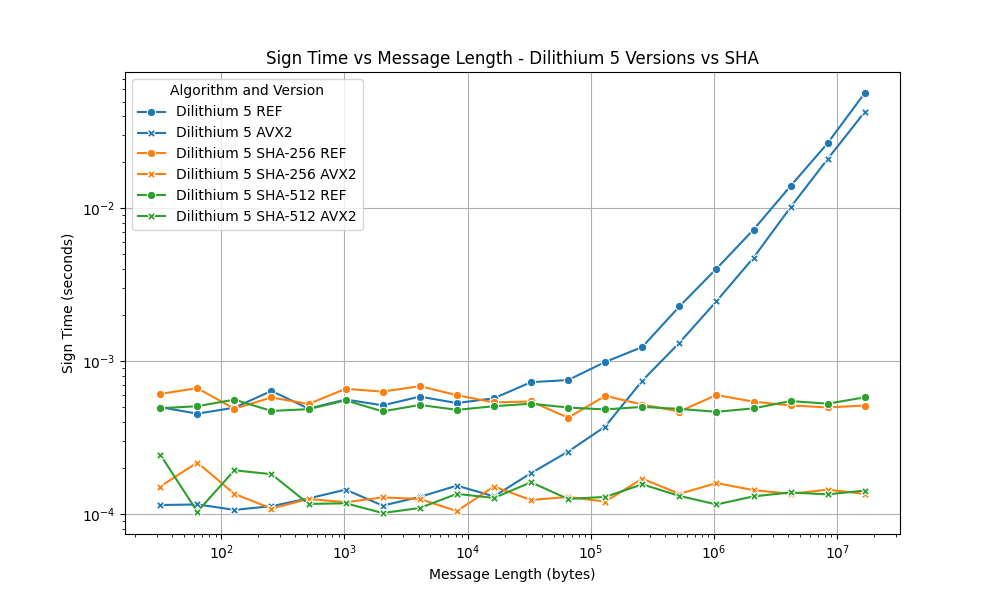 Sign Time vs Message Length - Dilithium 5 Versions vs SHA
Algorithm and Version
Dilithium 5 REF
Dilithium 5 AVX2
Dilithium 5 SHA-256 REF
Dilithium 5 SHA-256 AVX2
Dilithium 5 SHA-512 REF
Dilithium 5 SHA-512 AVX2
Sign Time (seconds)
10⁻²
10⁻³
10⁻⁴
10² 10³ 10⁴ 10⁵ 10⁶ 10⁷
Message Length (bytes)